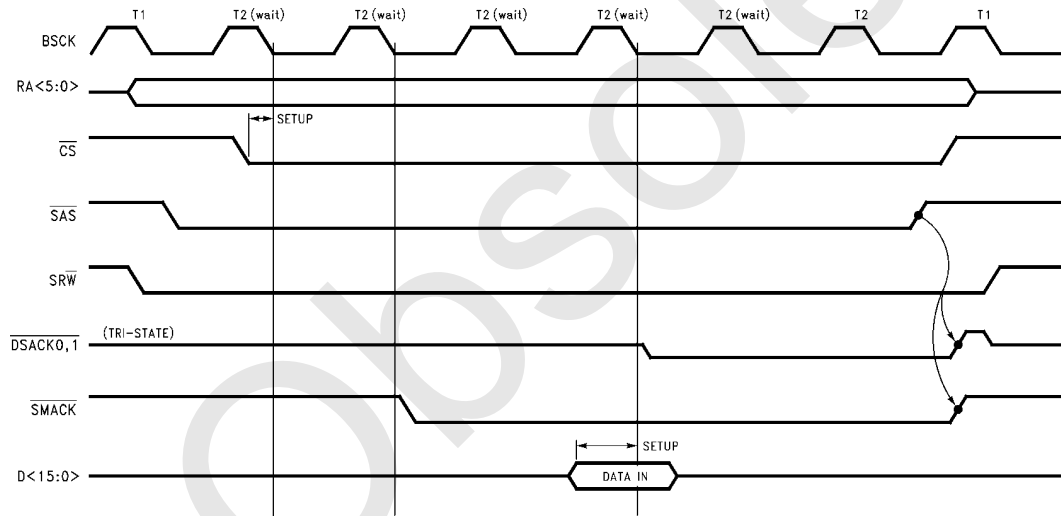 T1 T2 (wait) T2 (wait) T2 (wait) T2 (wait) T2 (wait) T2 T1
BSCK
RA<5:0>
SETUP
CS
SAS
SRW
(TRI-STATE)
DSACK0,1
SMACK
SETUP
D<15:0> DATA IN
Obsole